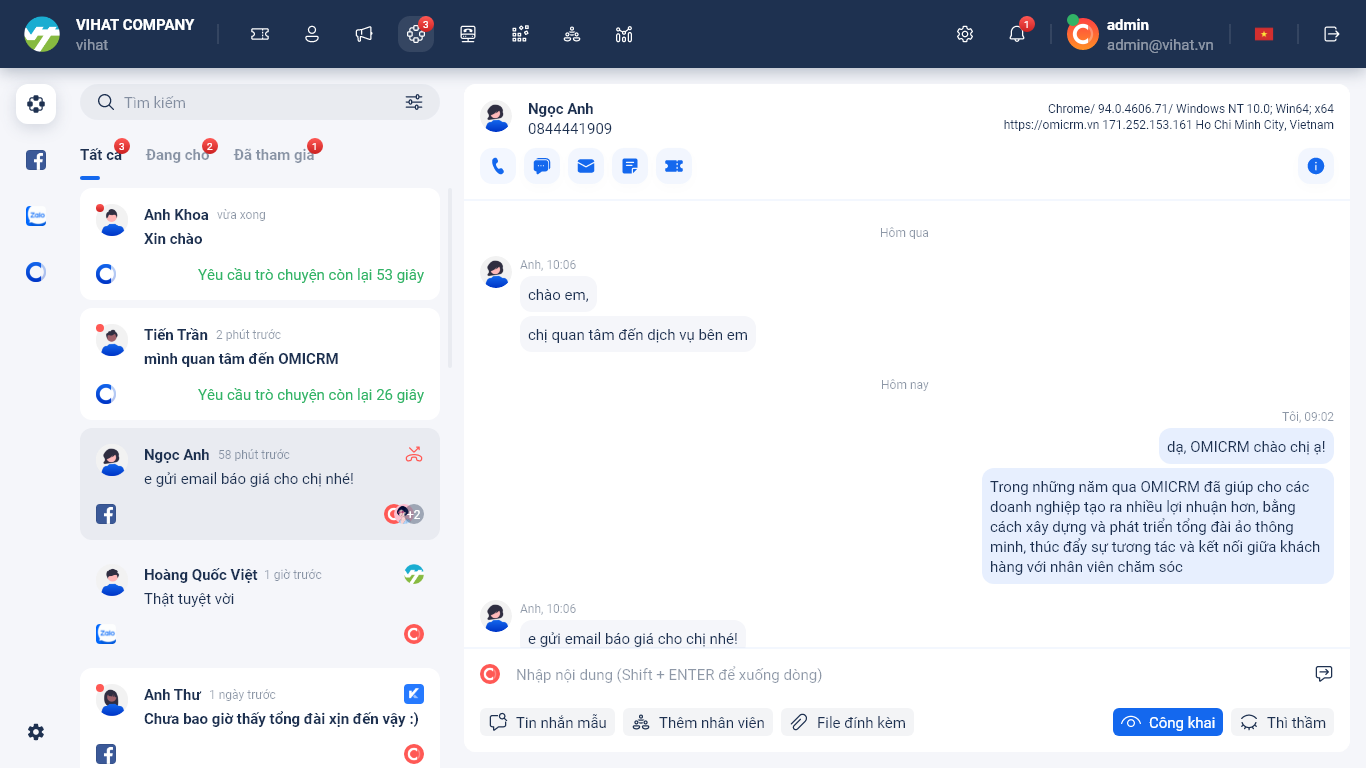 VIHAT COMPANY
vihat
3
1
admin
admin@vihat.vn
Tìm kiếm
Tất cả 3
Đang chờ 2
Đã tham gia 1
Anh Khoa vừa xong
Xin chào
Yêu cầu trò chuyện còn lại 53 giây
Tiến Trần 2 phút trước
mình quan tâm đến OMICRM
Yêu cầu trò chuyện còn lại 26 giây
Ngọc Anh 58 phút trước
e gửi email báo giá cho chị nhé!
+2
Hoàng Quốc Việt 1 giờ trước
Thật tuyệt vời
Zalo
Anh Thư 1 ngày trước
Chưa bao giờ thấy tổng đài xịn đến vậy :)
Zalo
Ngọc Anh
0844441909
Chrome/ 94.0.4606.71/ Windows NT 10.0; Win64; x64
https://omicrm.vn 171.252.153.161 Ho Chi Minh City, Vietnam
Hôm qua
Anh, 10:06
chào em,
chị quan tâm đến dịch vụ bên em
Hôm nay
Tôi, 09:02
dạ, OMICRM chào chị ạ!
Trong những năm qua OMICRM đã giúp cho các
doanh nghiệp tạo ra nhiều lợi nhuận hơn, bằng
cách xây dựng và phát triển tổng đài ảo thông
minh, thúc đẩy sự tương tác và kết nối giữa khách
hàng với nhân viên chăm sóc
Anh, 10:06
e gửi email báo giá cho chị nhé!
Nhập nội dung (Shift + ENTER để xuống dòng)
Tin nhắn mẫu
Thêm nhân viên
File đính kèm
Công khai
Thì thầm